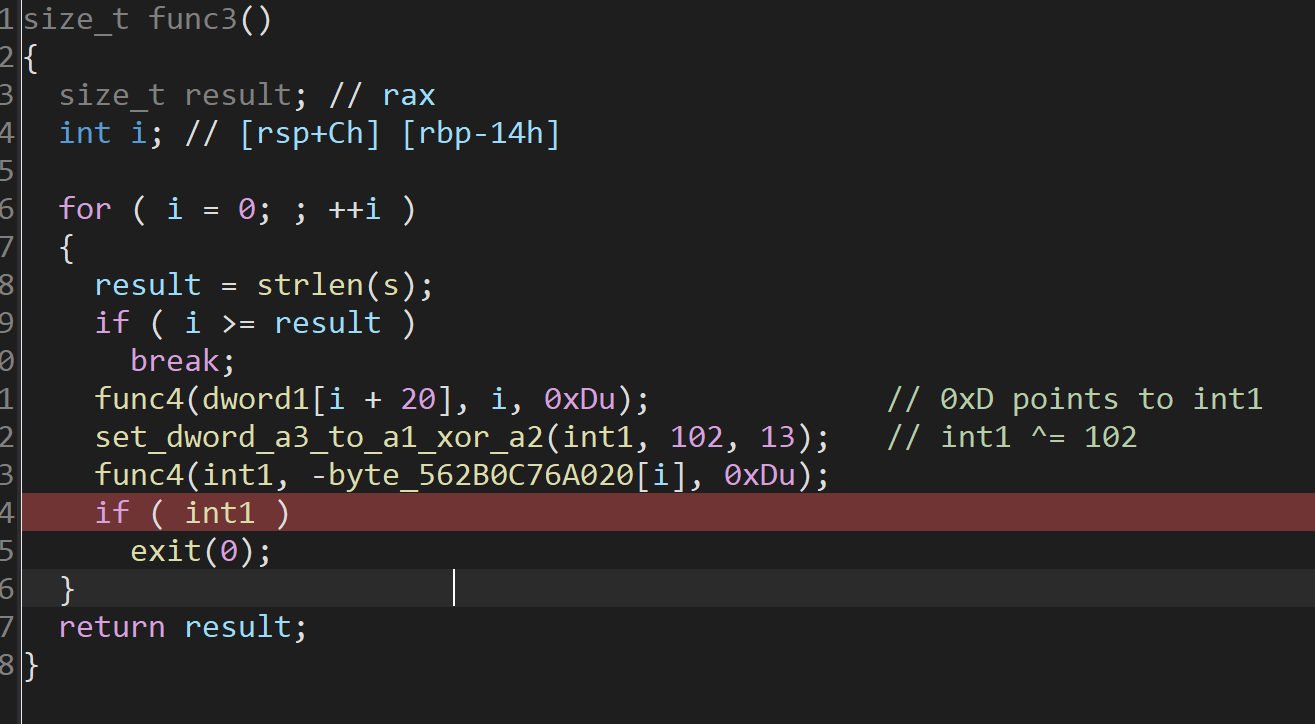 1 size_t func3()
2 {
3   size_t result; // rax
4   int i; // [rsp+Ch] [rbp-14h]
5
6   for ( i = 0; ; ++i )
7   {
8     result = strlen(s);
9     if ( i >= result )
0       break;
1     func4(dword1[i + 20], i, 0xDu);             // 0xD points to int1
2     set_dword_a3_to_a1_xor_a2(int1, 102, 13);   // int1 ^= 102
3     func4(int1, -byte_562B0C76A020[i], 0xDu);
4     if ( int1 )
5       exit(0);
6   }
7   return result;
8 }